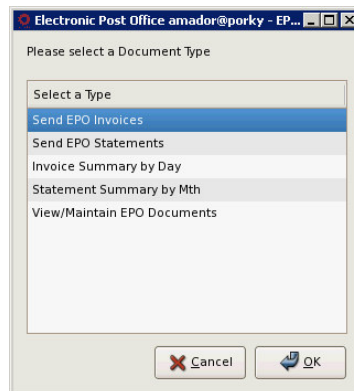 Electronic Post Office amador@porky - EP...
Please select a Document Type
Select a Type
Send EPO Invoices
Send EPO Statements
Invoice Summary by Day
Statement Summary by Mth
View/Maintain EPO Documents
Cancel
OK